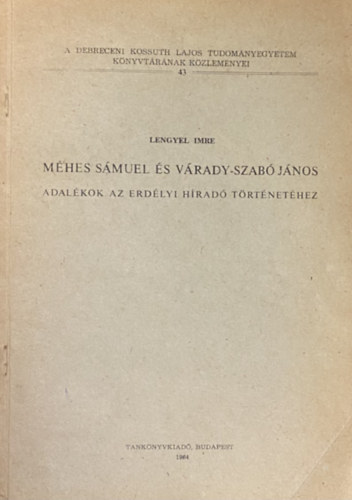 A DEBRECENI KOSSUTH LAJOS TUDOMÁNYEGYETEM
KÖNYVTÁRÁNAK KÖZLEMÉNYEI
43
LENGYEL IMRE
MÉHES SÁMUEL ÉS VÁRADY-SZABÓ JÁNOS
ADALÉKOK AZ ERDÉLYI HÍRADÓ TÖRTÉNETÉHEZ
TANKÖNYVKIADÓ, BUDAPEST
1964